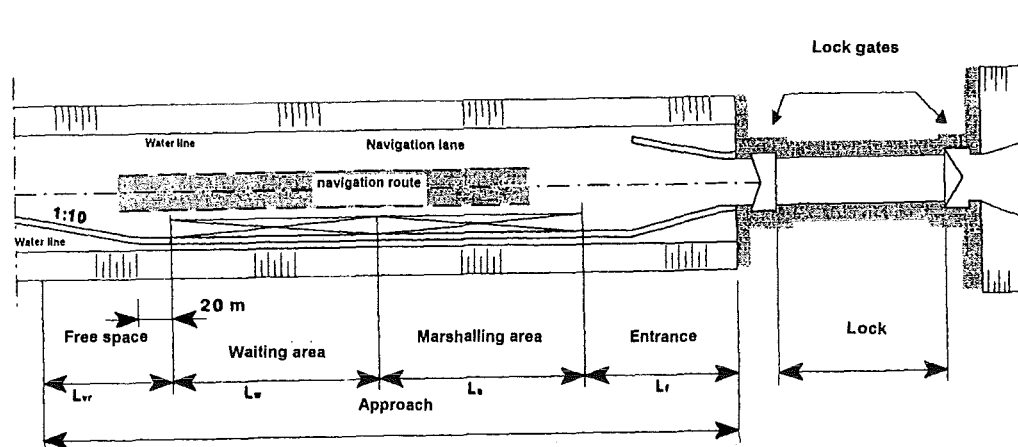 Lock gates
Water line
Navigation lane
navigation route
1:10
Water line
20 m
Free space
Waiting area
Marshalling area
Entrance
Lock
Lvr
Lw
Ls
Lf
Approach